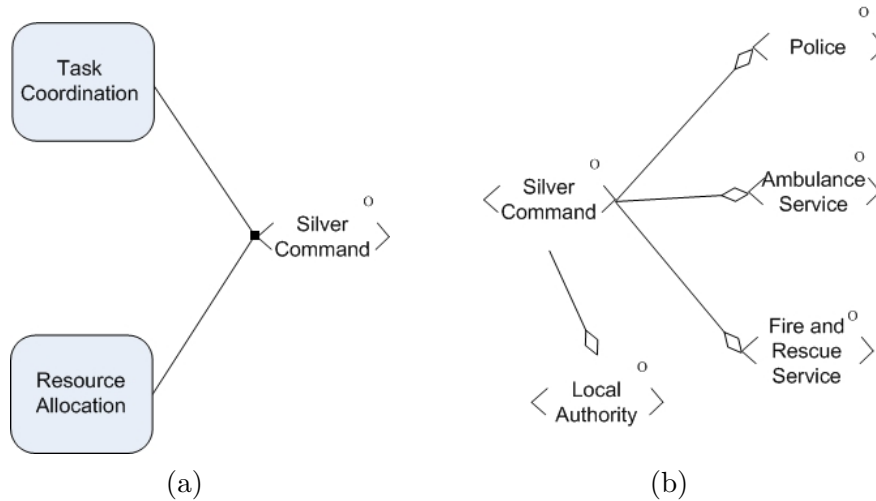 Task
Coordination
Silver
Command
O
Resource
Allocation
(a)
Police
O
Silver
Command
O
Ambulance
Service
O
Fire and
Rescue
Service
O
Local
Authority
O
(b)